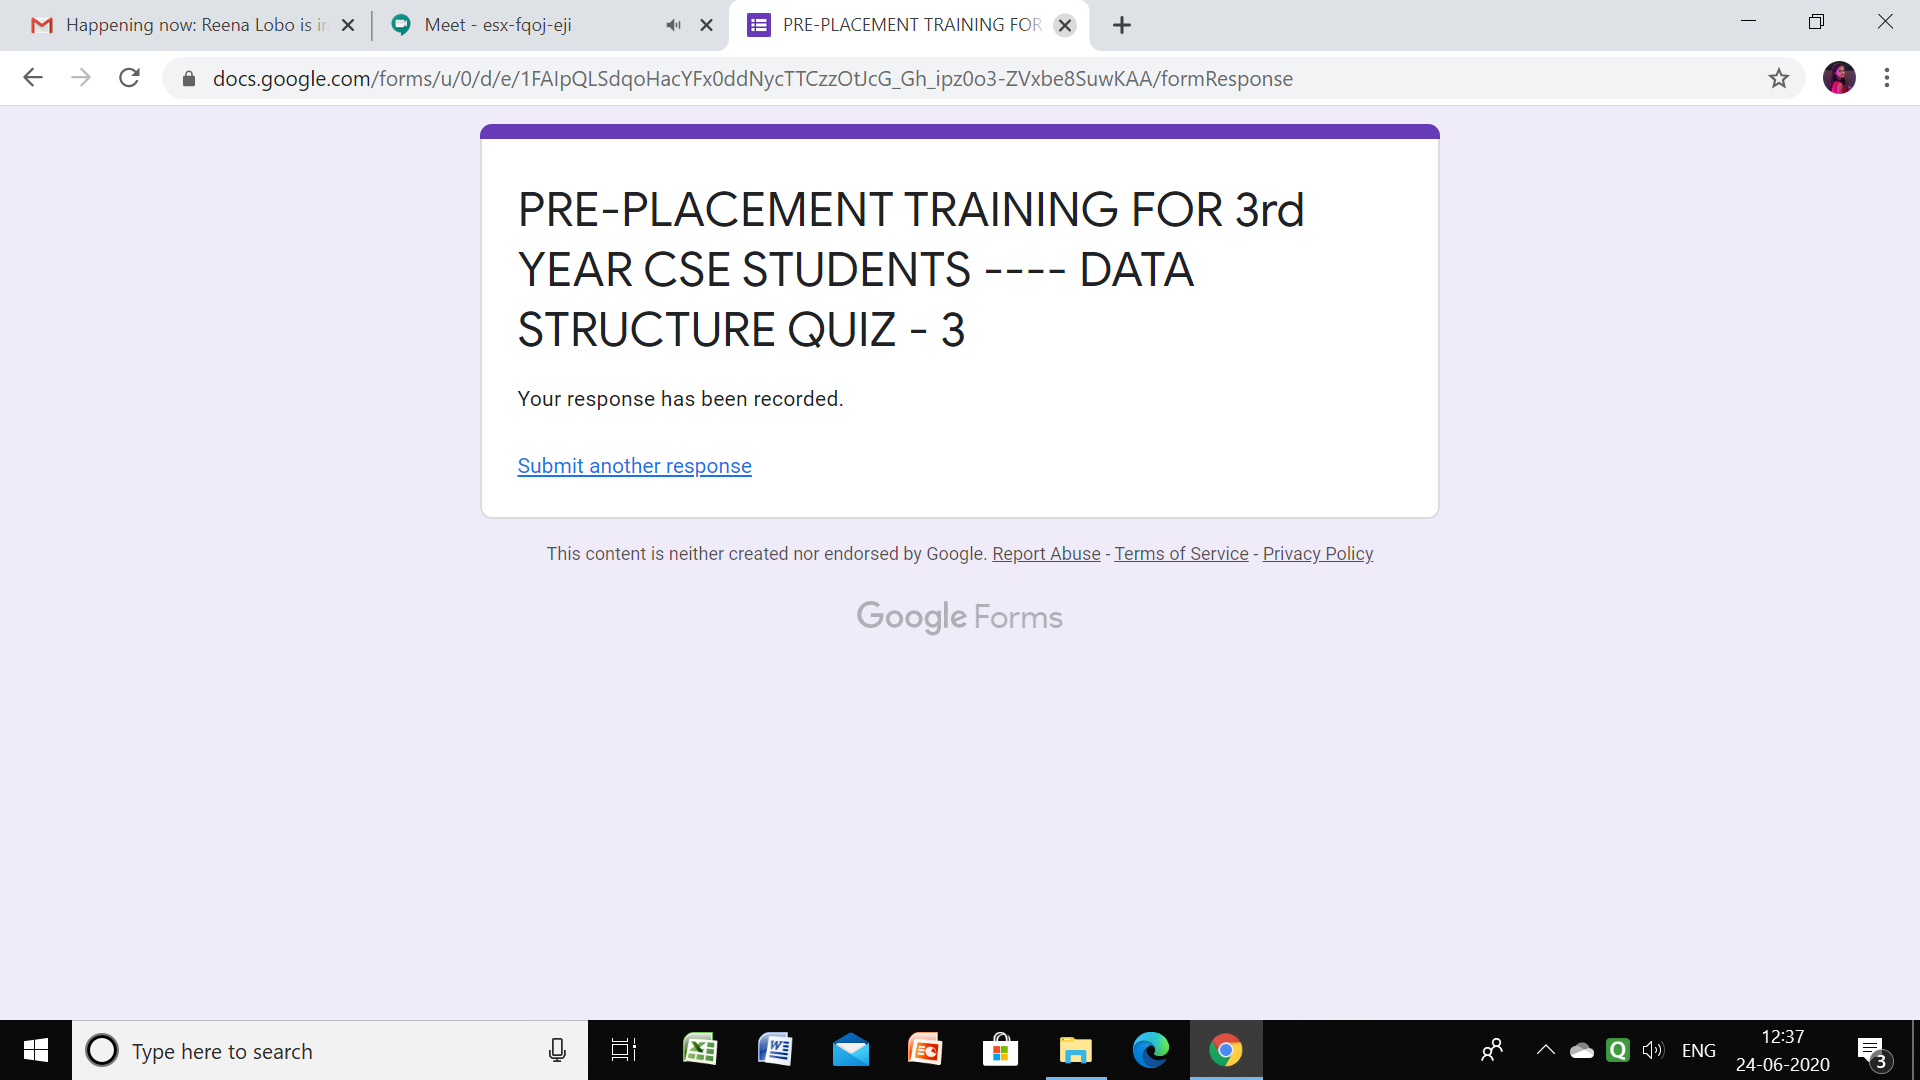 Happening now: Reena Lobo is in
Meet - esx-fqoj-eji
PRE-PLACEMENT TRAINING FOR
docs.google.com/forms/u/0/d/e/1FAIpQLSdqoHacYFx0ddNycTTCzzOtJcG_Gh_ipz0o3-ZVxbe8SuwKAA/formResponse
PRE-PLACEMENT TRAINING FOR 3rd
YEAR CSE STUDENTS ---- DATA
STRUCTURE QUIZ - 3
Your response has been recorded.
Submit another response
This content is neither created nor endorsed by Google. Report Abuse - Terms of Service - Privacy Policy
Google Forms
Type here to search
ENG
12:37
24-06-2020
3